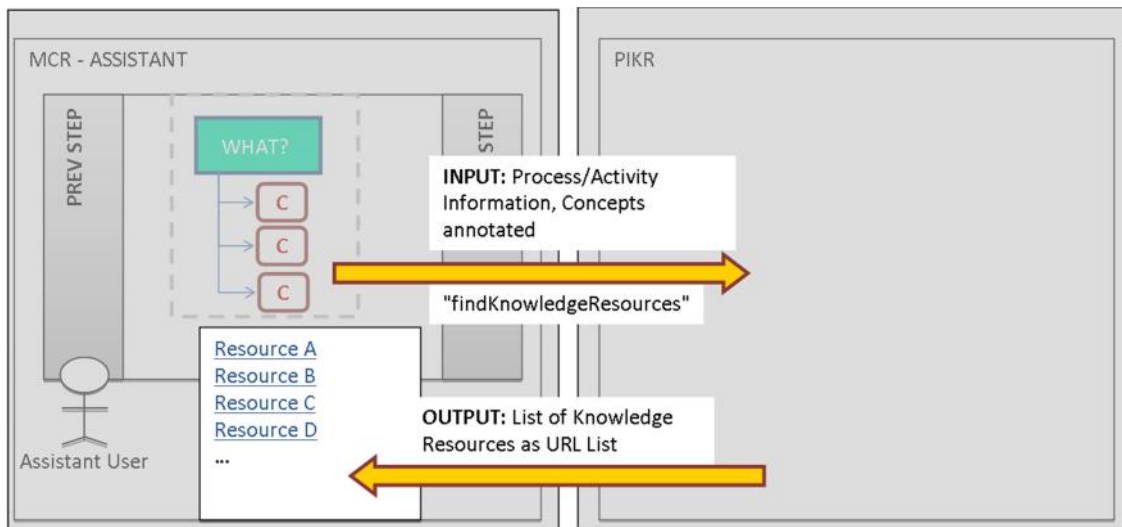 MCR - ASSISTANT
PIKR
PREV STEP
WHAT?
C
C
C
STEP
INPUT: Process/Activity
Information, Concepts
annotated
"findKnowledgeResources"
Resource A
Resource B
Resource C
Resource D
...
OUTPUT: List of Knowledge
Resources as URL List
Assistant User